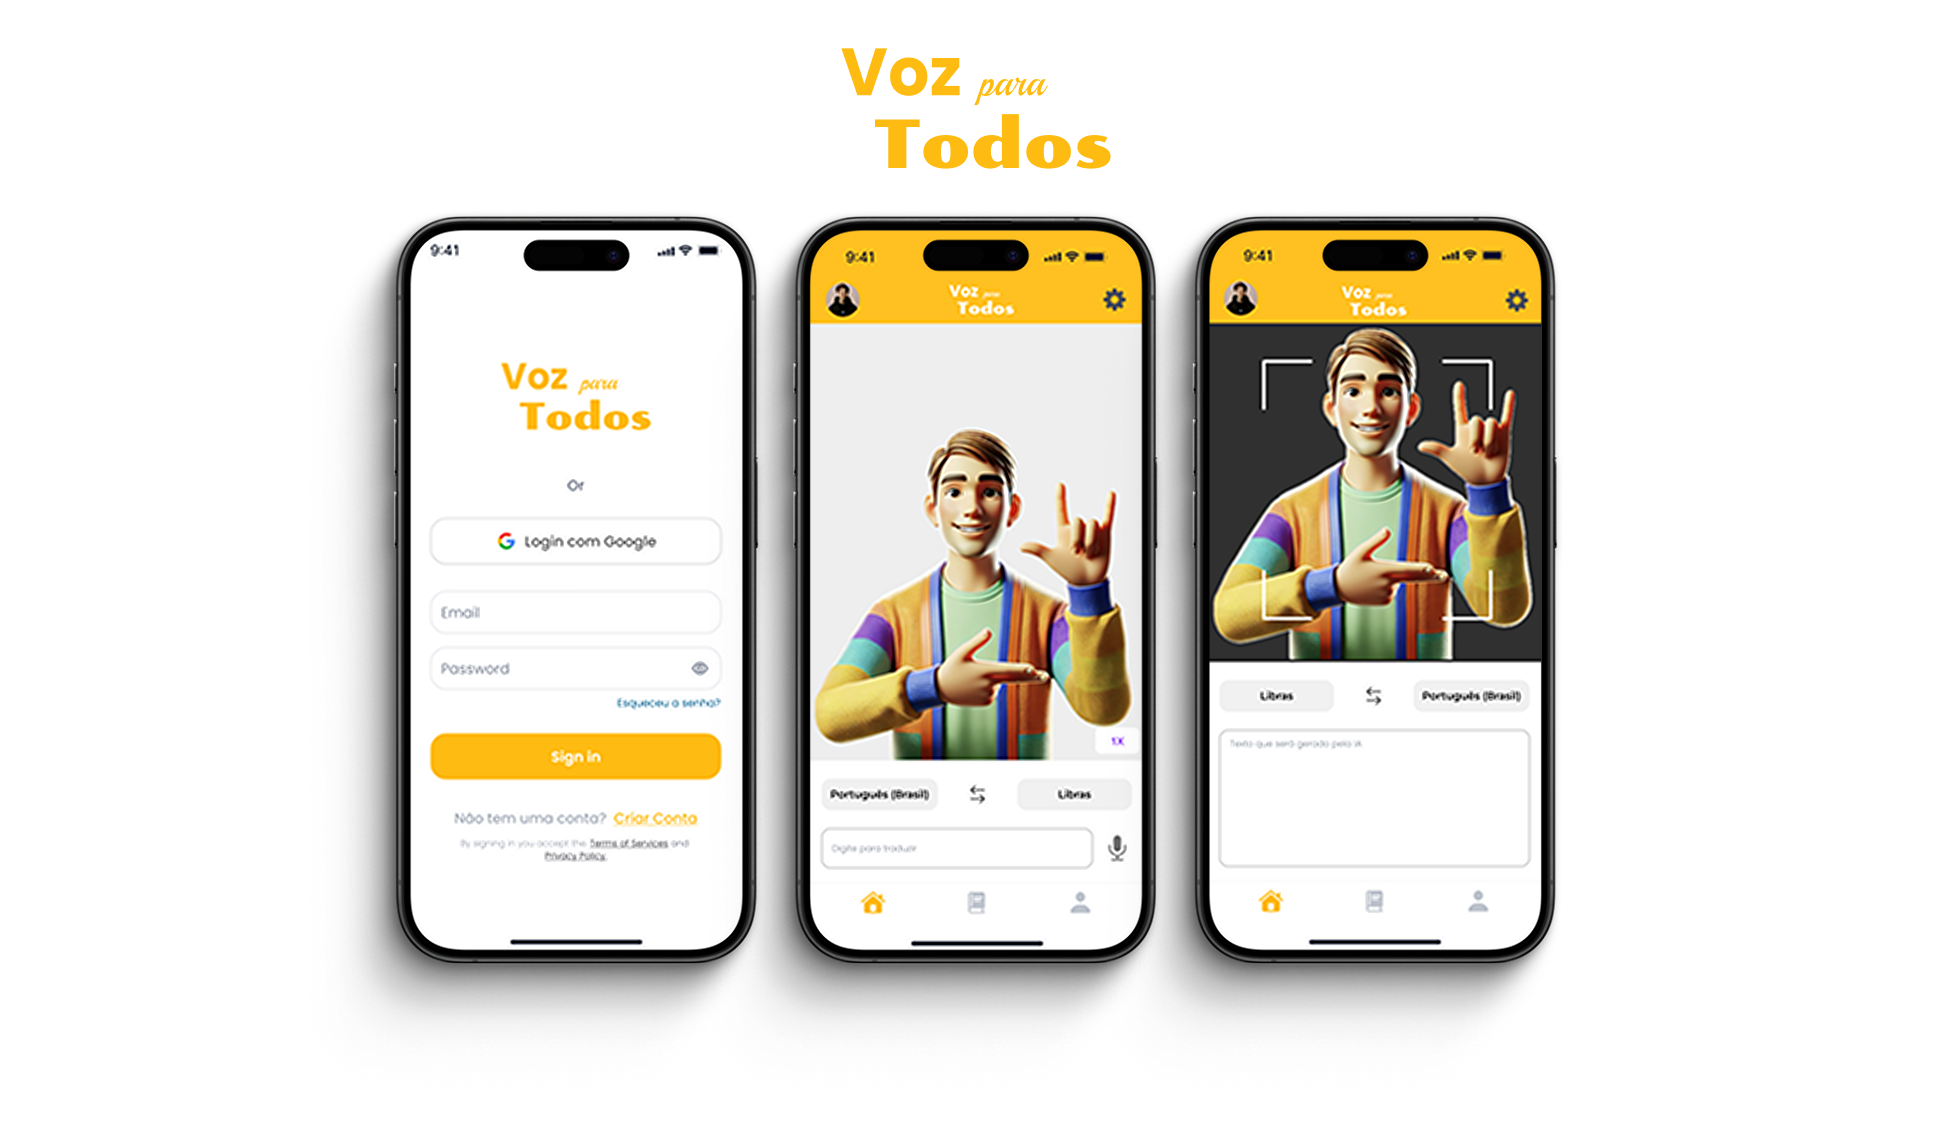 Voz para
Todos
9:41
Voz para
Todos
Or
Login com Google
Email
Password
Esqueceu a senha?
Sign in
Não tem uma conta? Criar Conta
By signing in you accept the Terms of Services and
Privacy Policy.
9:41
Voz para
Todos
1X
Português (Brasil)
Libras
Digite para traduzir
9:41
Voz para
Todos
Libras
Português (Brasil)
Texto que será gerado pela IA